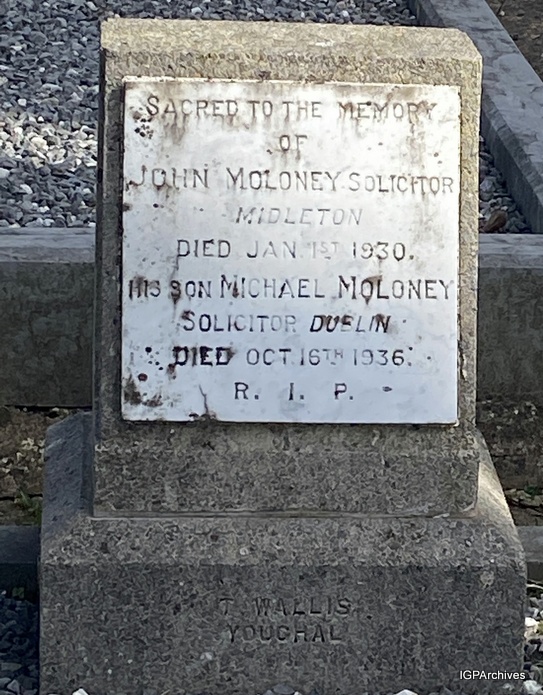 SACRED TO THE MEMORY
OF
JOHN MOLONEY SOLICITOR
MIDLETON
DIED JAN. 1ST 1930.
HIS SON MICHAEL MOLONEY
SOLICITOR DUBLIN
DIED OCT. 16TH 1936.
R. I. P.
T. WALLIS
YOUGHAL
IGPArchives